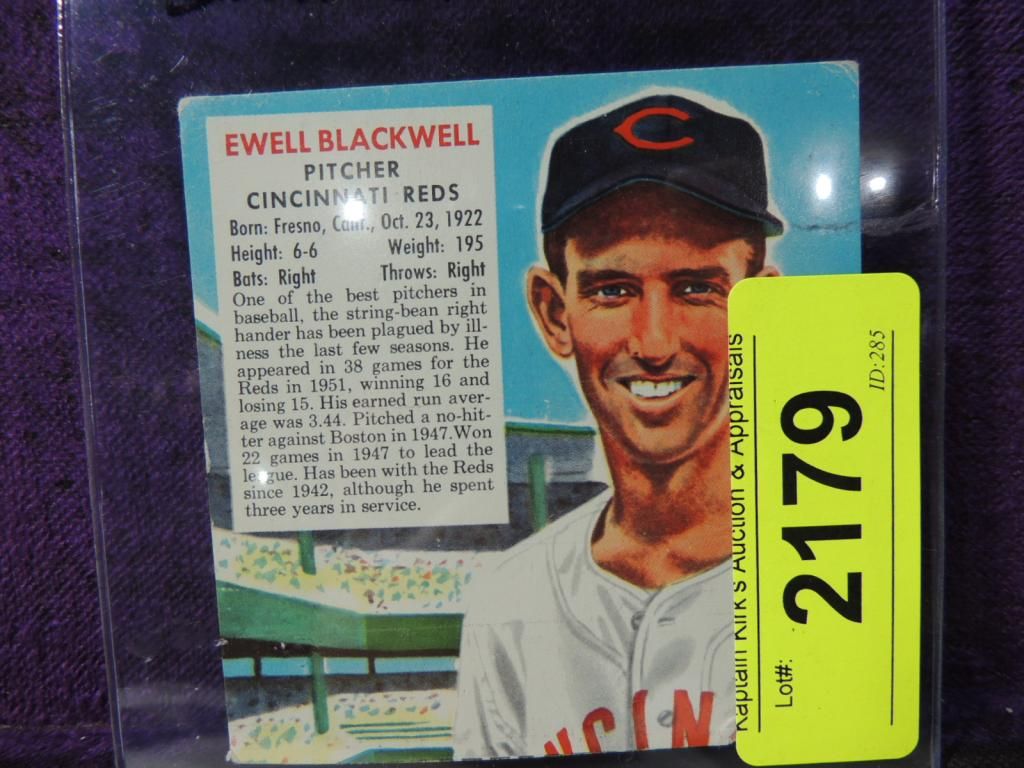 EWELL BLACKWELL
PITCHER
CINCINNATI REDS
Born: Fresno, Calif., Oct. 23, 1922
Height: 6-6 Weight: 195
Bats: Right Throws: Right
One of the best pitchers in
baseball, the string-bean right
hander has been plagued by ill-
ness the last few seasons. He
appeared in 38 games for the
Reds in 1951, winning 16 and
losing 15. His earned run aver-
age was 3.44. Pitched a no-hit-
ter against Boston in 1947. Won
22 games in 1947 to lead the
league. Has been with the Reds
since 1942, although he spent
three years in service.
C
NCIN
Kaptain Kirk's Auction & Appraisals
Lot#:
2179
ID:285